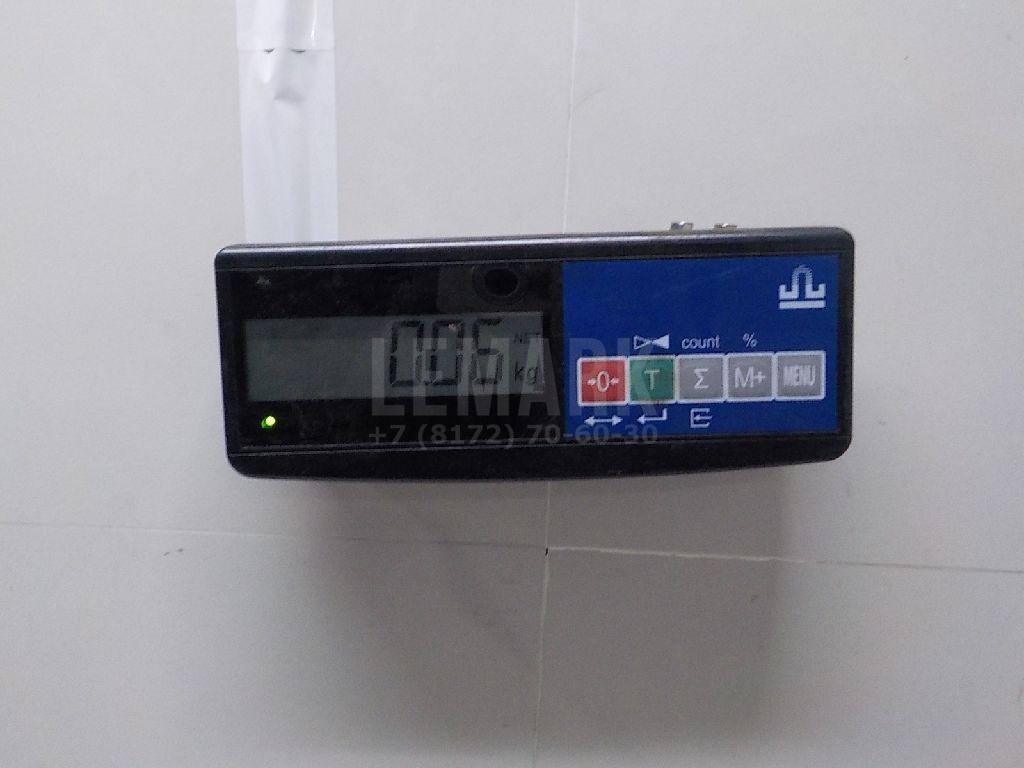 0.06 NET
kg
count %
→0← T Σ M+ MENU
LEMARK
+7 (8172) 70-60-30